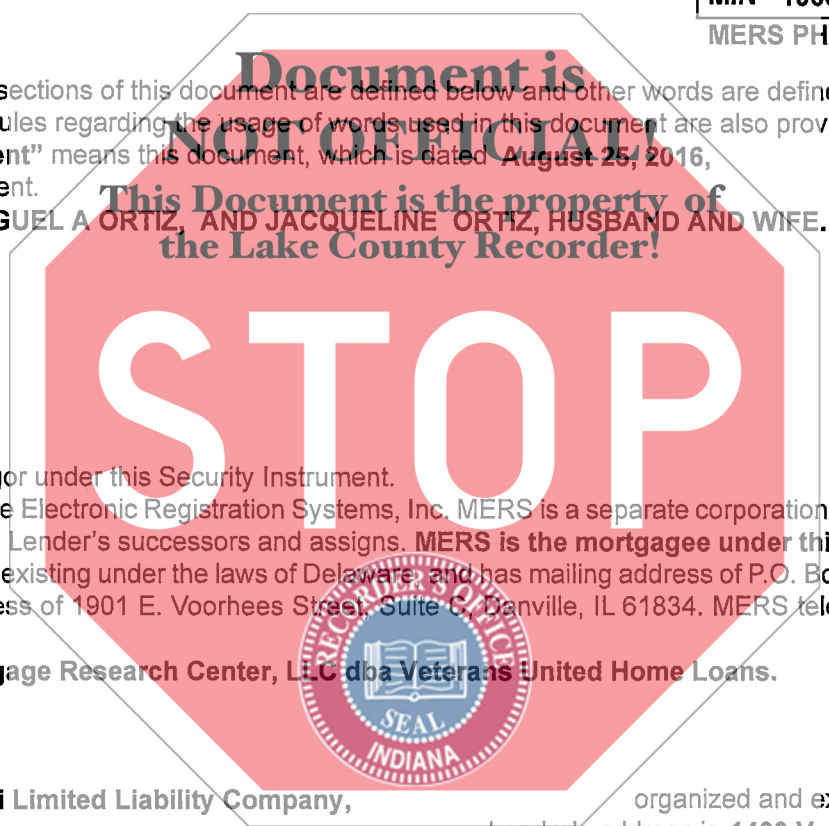 MIN
MERS PH
Document is
sections of this document are defined below and other words are define
ules regarding the usage of words used in this document are also prov
NOT OFFICIAL!
ent” means this document, which is dated August 25, 2016,
ent.
This Document is the property of
GUEL A ORTIZ, AND JACQUELINE ORTIZ, HUSBAND AND WIFE.
the Lake County Recorder!
STOP
gor under this Security Instrument.
e Electronic Registration Systems, Inc. MERS is a separate corporation
Lender's successors and assigns. MERS is the mortgagee under thi
existing under the laws of Delaware, and has mailing address of P.O. Bo
ess of 1901 E. Voorhees Street, Suite C, Danville, IL 61834. MERS tele
gage Research Center, LLC dba Veterans United Home Loans.
RECORDER'S OFFICE
SEAL
INDIANA
i Limited Liability Company,
organized and ex